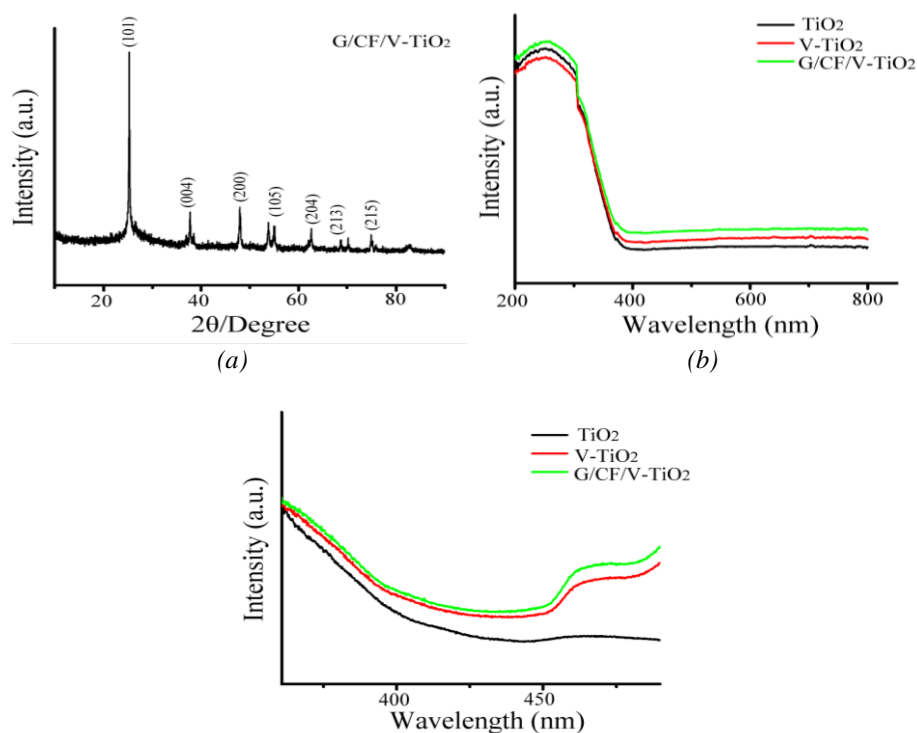 G/CF/V-TiO2
(101)
(004)
(200)
(105)
(204)
(213)
(215)
Intensity (a.u.)
20 40 60 80
2θ/Degree
(a)
TiO2
V-TiO2
G/CF/V-TiO2
Intensity (a.u.)
200 400 600 800
Wavelength (nm)
(b)
TiO2
V-TiO2
G/CF/V-TiO2
Intensity (a.u.)
400 450
Wavelength (nm)